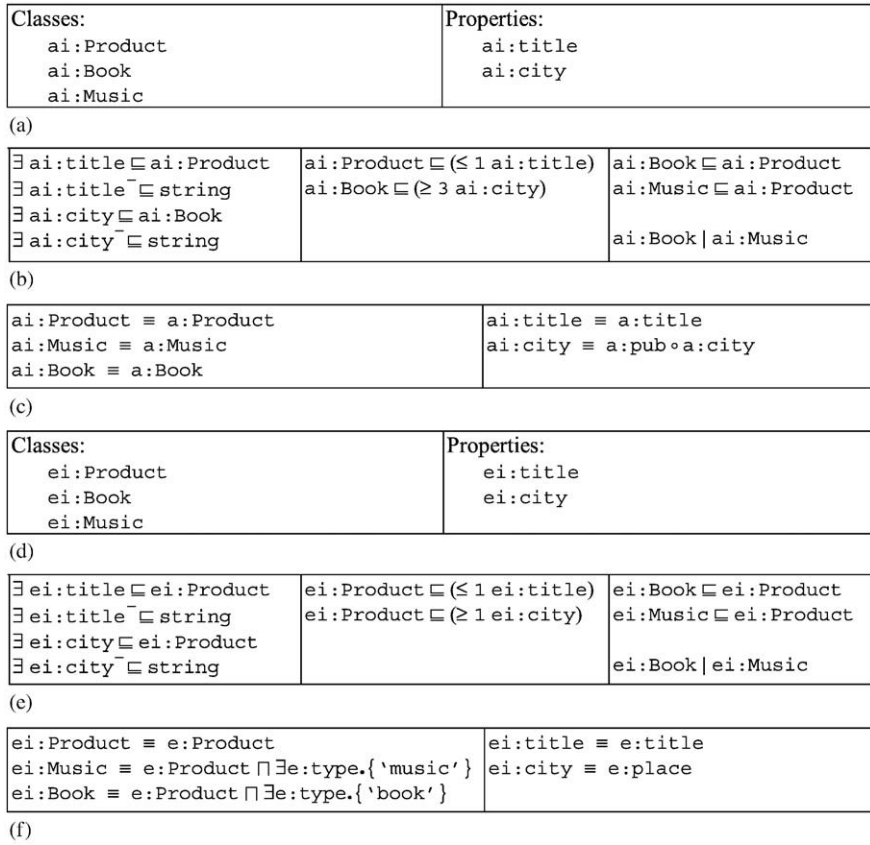 Classes: Properties:
ai:Product ai:title
ai:Book ai:city
ai:Music
(a)
∃ ai:title ⊑ ai:Product ai:Product ⊑ (≤ 1 ai:title) ai:Book ⊑ ai:Product
∃ ai:title⁻ ⊑ string ai:Book ⊑ (≥ 3 ai:city) ai:Music ⊑ ai:Product
∃ ai:city ⊑ ai:Book
∃ ai:city⁻ ⊑ string ai:Book | ai:Music
(b)
ai:Product ≡ a:Product ai:title ≡ a:title
ai:Music ≡ a:Music ai:city ≡ a:pub∘a:city
ai:Book ≡ a:Book
(c)
Classes: Properties:
ei:Product ei:title
ei:Book ei:city
ei:Music
(d)
∃ ei:title ⊑ ei:Product ei:Product ⊑ (≤ 1 ei:title) ei:Book ⊑ ei:Product
∃ ei:title⁻ ⊑ string ei:Product ⊑ (≥ 1 ei:city) ei:Music ⊑ ei:Product
∃ ei:city ⊑ ei:Product
∃ ei:city⁻ ⊑ string ei:Book | ei:Music
(e)
ei:Product ≡ e:Product ei:title ≡ e:title
ei:Music ≡ e:Product ⊓ ∃e:type.{'music'} ei:city ≡ e:place
ei:Book ≡ e:Product ⊓ ∃e:type.{'book'}
(f)